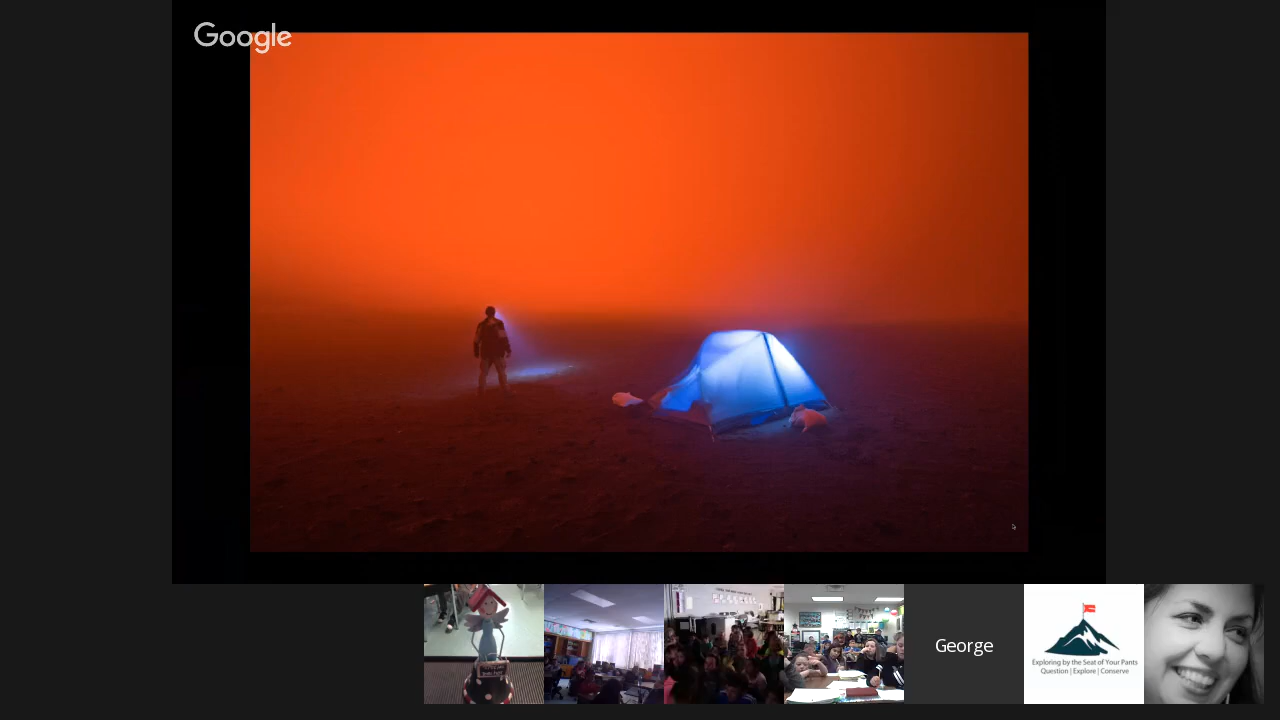 Google
George
Exploring by the Seat of Your Pants
Question | Explore | Conserve